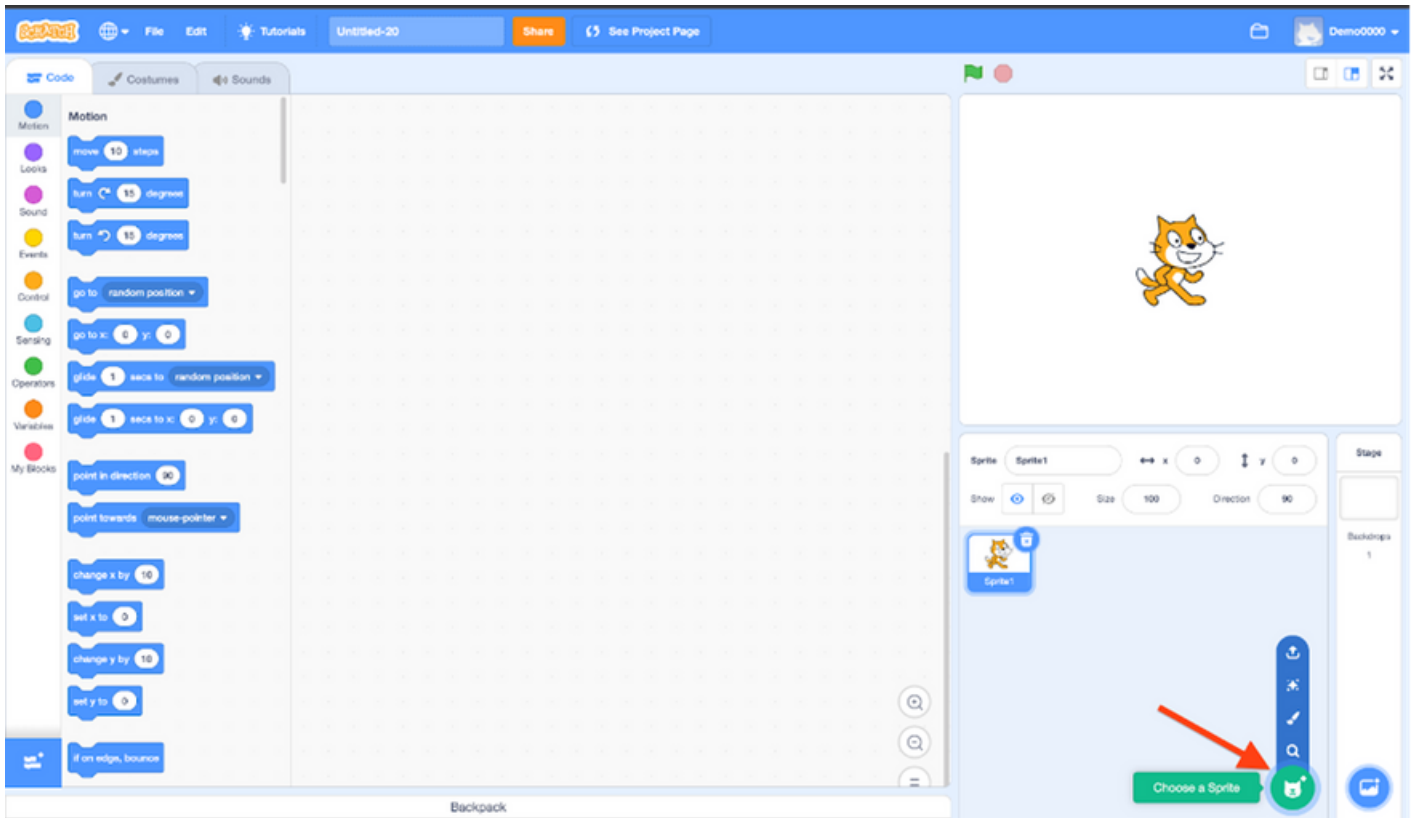 SCRATCH File Edit Tutorials Untitled-20 Share See Project Page Demo0000
Code Costumes Sounds
Motion
Looks
Sound
Events
Control
Sensing
Operators
Variables
My Blocks
Motion
move 10 steps
turn 15 degrees
turn 15 degrees
go to random position
go to x: 0 y: 0
glide 1 secs to random position
glide 1 secs to x: 0 y: 0
point in direction 90
point towards mouse-pointer
change x by 10
set x to 0
change y by 10
set y to 0
if on edge, bounce
Backpack
Sprite Sprite1 x 0 y 0
Show Size 100 Direction 90
Sprite1
Choose a Sprite
Stage
Backdrops
1